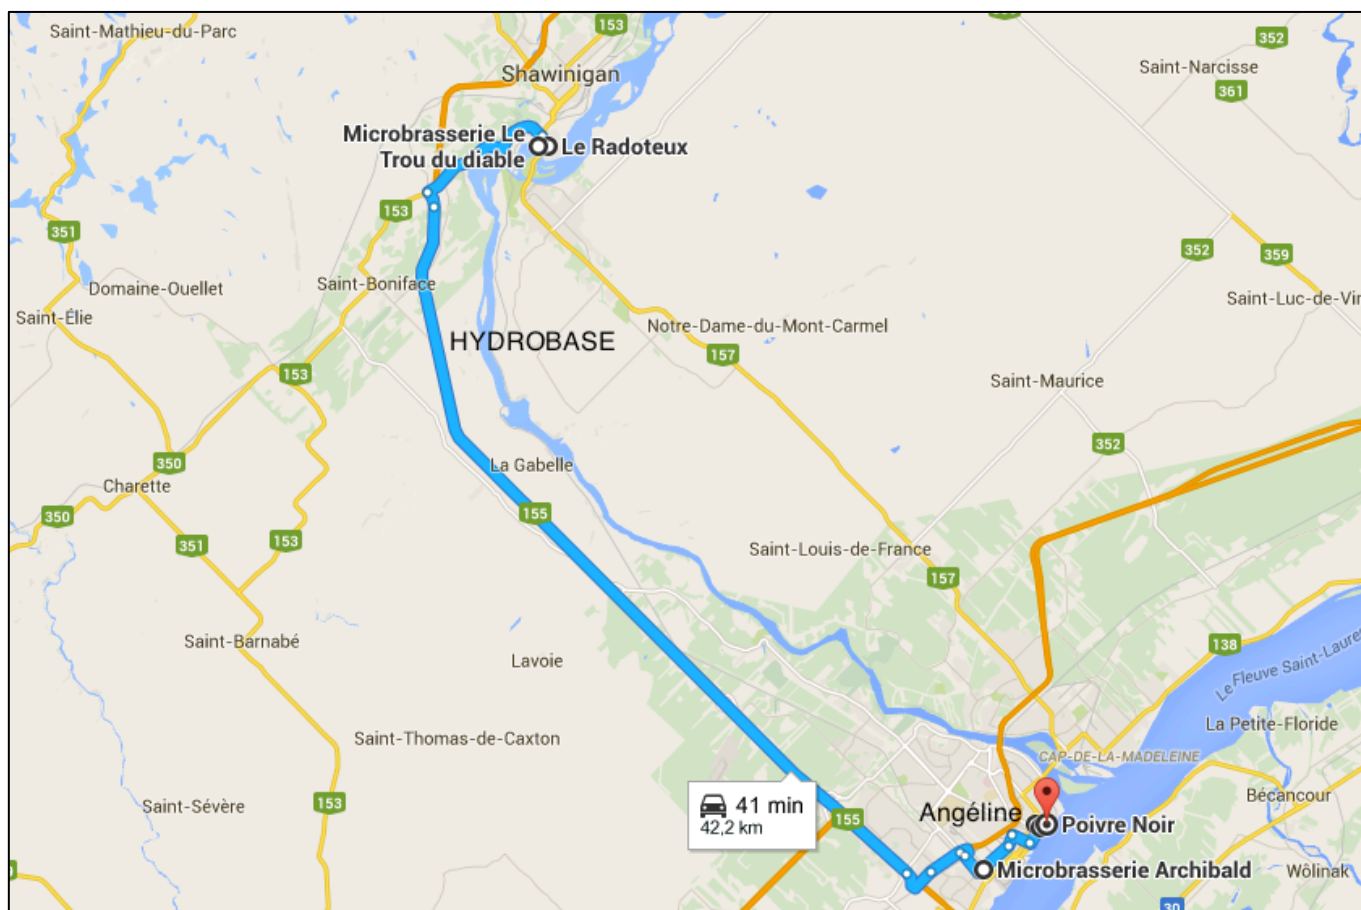 153
Saint-Mathieu-du-Parc
352
Saint-Narcisse
Shawinigan
361
Microbrasserie Le
Trou du diable
Le Radoteux
153
351
352
359
Saint-Boniface
Domaine-Ouellet
Saint-Luc-de-Vin
Saint-Élie
Notre-Dame-du-Mont-Carmel
HYDROBASE
157
153
Saint-Maurice
352
350
La Gabelle
Charette
155
350
153
351
Saint-Louis-de-France
157
Saint-Barnabé
138
Lavoie
Le Fleuve Saint-Laure
La Petite-Floride
Saint-Thomas-de-Caxton
CAP-DE-LA-MADELEINE
Bécancour
153
Saint-Sévère
41 min
42,2 km
155
Angéline
Poivre Noir
Microbrasserie Archibald
Wôlinak
30